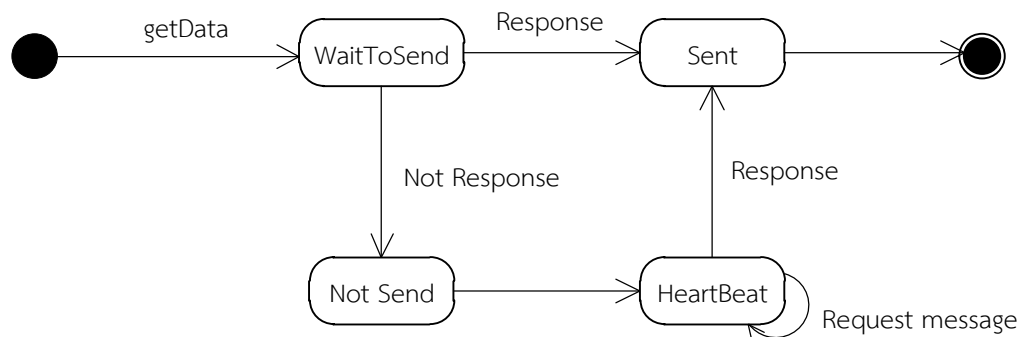 getData
WaitToSend
Response
Sent
Not Response
Response
Not Send
HeartBeat
Request message